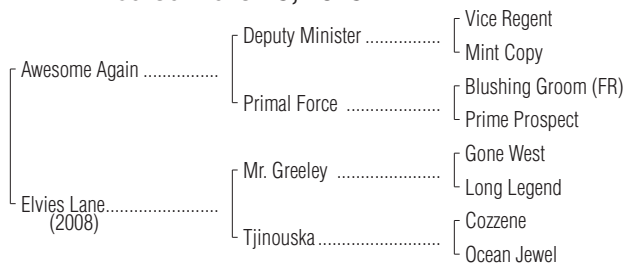 Vice Regent
Deputy Minister ....................
Mint Copy
Awesome Again ....................
Blushing Groom (FR)
Primal Force .........................
Prime Prospect
Gone West
Mr. Greeley ...........................
Long Legend
Elvies Lane..............................
(2008)
Cozzene
Tjinouska................................
Ocean Jewel